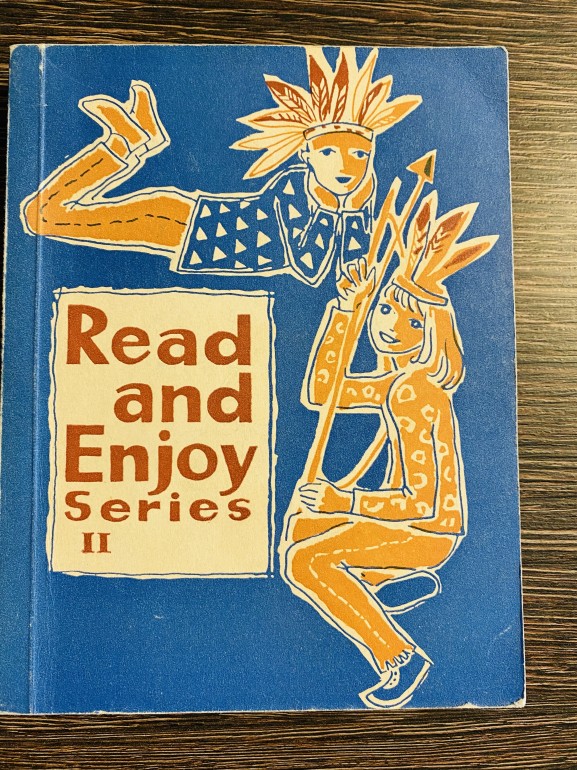 Read
and
Enjoy
Series
II